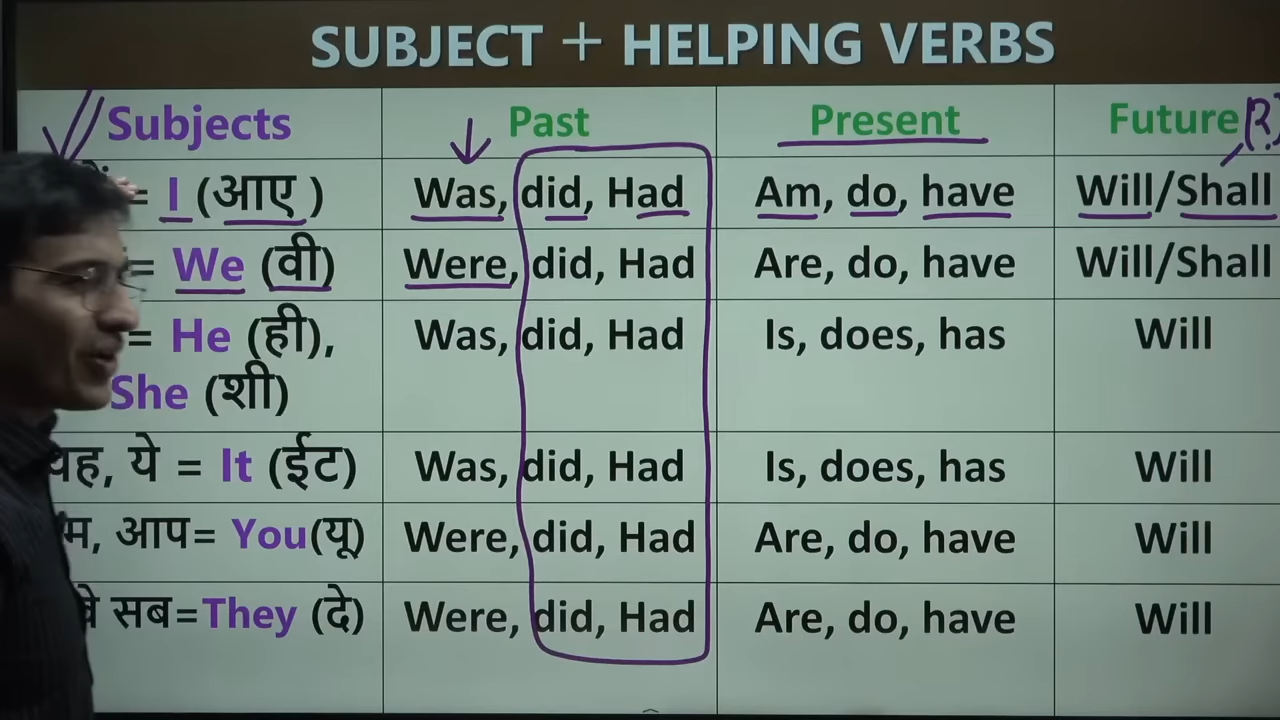 SUBJECT + HELPING VERBS
Subjects Past Present Future (?)
= I (आए ) Was, did, Had Am, do, have Will/Shall
= We (वी) Were, did, Had Are, do, have Will/Shall
= He (ही), Was, did, Had Is, does, has Will
She (शी)
ये = It (ईट) Was, did, Had Is, does, has Will
आप= You(यू) Were, did, Had Are, do, have Will
सब=They (दे) Were, did, Had Are, do, have Will